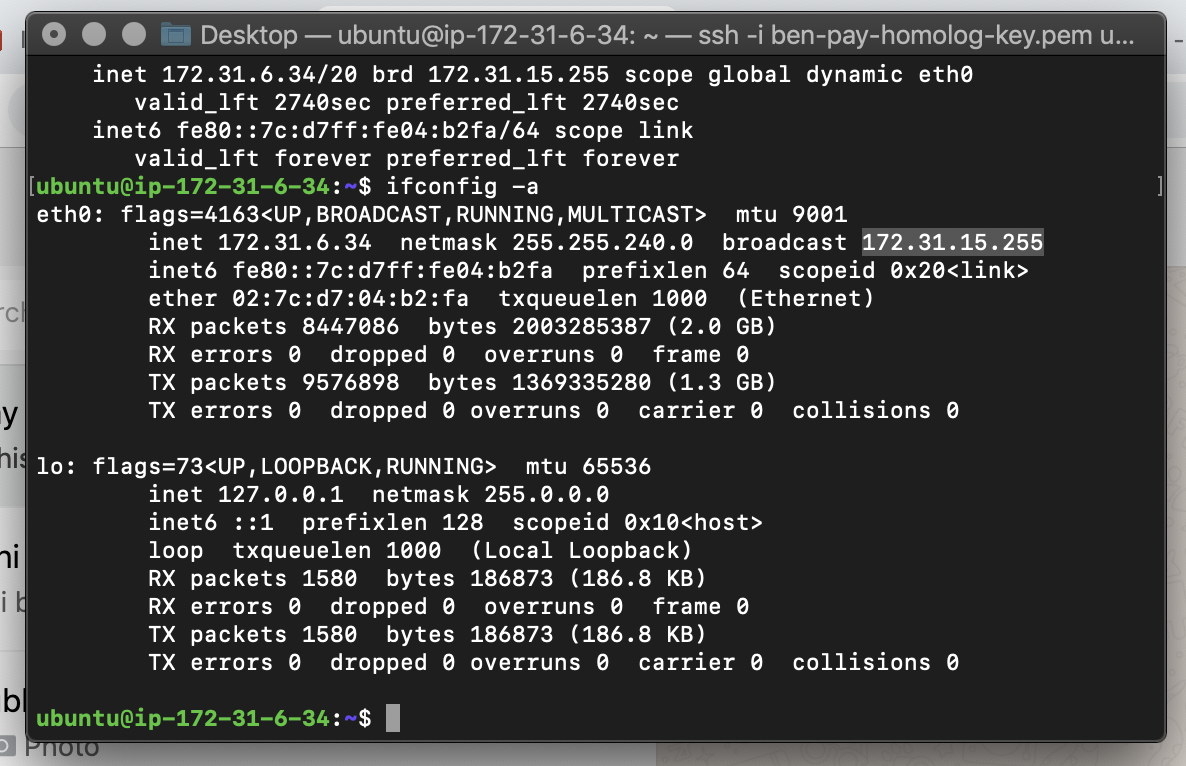 Desktop — ubuntu@ip-172-31-6-34: ~ — ssh -i ben-pay-homolog-key.pem u...
inet 172.31.6.34/20 brd 172.31.15.255 scope global dynamic eth0
valid_lft 2740sec preferred_lft 2740sec
inet6 fe80::7c:d7ff:fe04:b2fa/64 scope link
valid_lft forever preferred_lft forever
[ubuntu@ip-172-31-6-34:~$ ifconfig -a ]
eth0: flags=4163<UP,BROADCAST,RUNNING,MULTICAST> mtu 9001
inet 172.31.6.34 netmask 255.255.240.0 broadcast 172.31.15.255
inet6 fe80::7c:d7ff:fe04:b2fa prefixlen 64 scopeid 0x20<link>
ether 02:7c:d7:04:b2:fa txqueuelen 1000 (Ethernet)
RX packets 8447086 bytes 2003285387 (2.0 GB)
RX errors 0 dropped 0 overruns 0 frame 0
TX packets 9576898 bytes 1369335280 (1.3 GB)
TX errors 0 dropped 0 overruns 0 carrier 0 collisions 0
lo: flags=73<UP,LOOPBACK,RUNNING> mtu 65536
inet 127.0.0.1 netmask 255.0.0.0
inet6 ::1 prefixlen 128 scopeid 0x10<host>
loop txqueuelen 1000 (Local Loopback)
RX packets 1580 bytes 186873 (186.8 KB)
RX errors 0 dropped 0 overruns 0 frame 0
TX packets 1580 bytes 186873 (186.8 KB)
TX errors 0 dropped 0 overruns 0 carrier 0 collisions 0
ubuntu@ip-172-31-6-34:~$
Photo